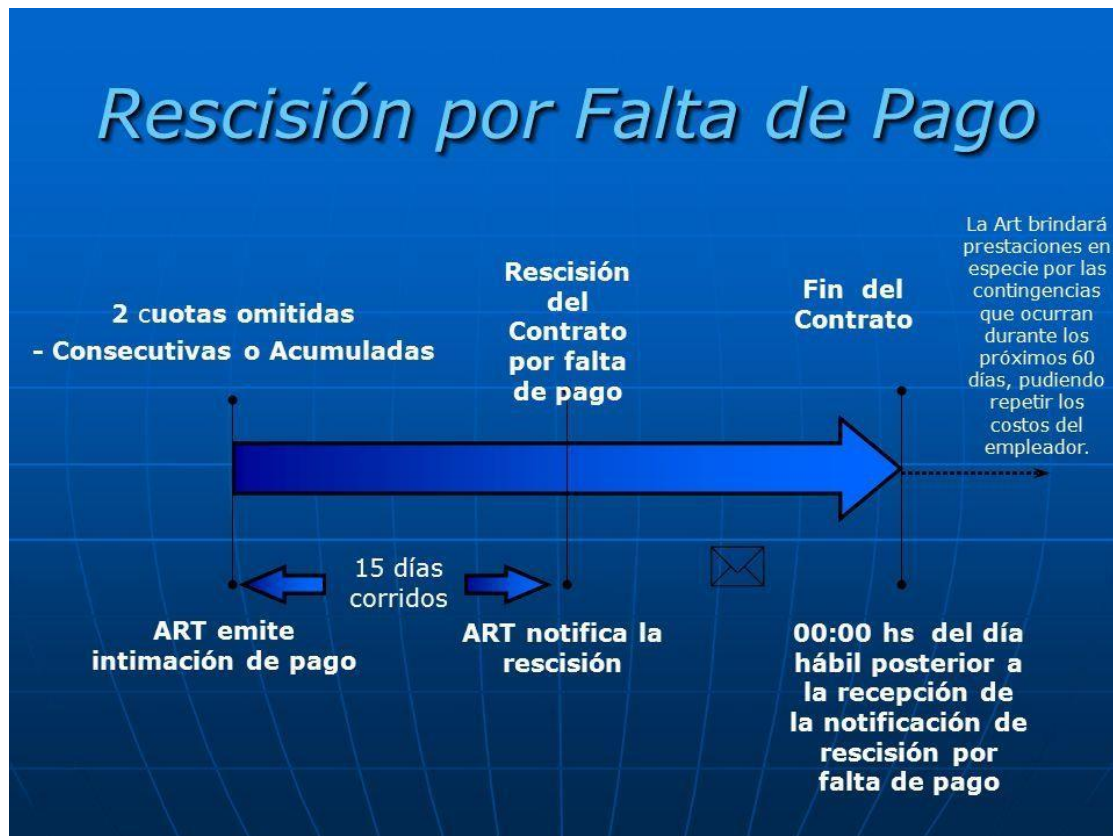 Rescisión por Falta de Pago
2 cuotas omitidas
- Consecutivas o Acumuladas
Rescisión
del
Contrato
por falta
de pago
Fin del
Contrato
La Art brindará
prestaciones en
especie por las
contingencias
que ocurran
durante los
próximos 60
días, pudiendo
repetir los
costos del
empleador.
15 días
corridos
ART emite
intimación de pago
ART notifica la
rescisión
00:00 hs del día
hábil posterior a
la recepción de
la notificación de
rescisión por
falta de pago